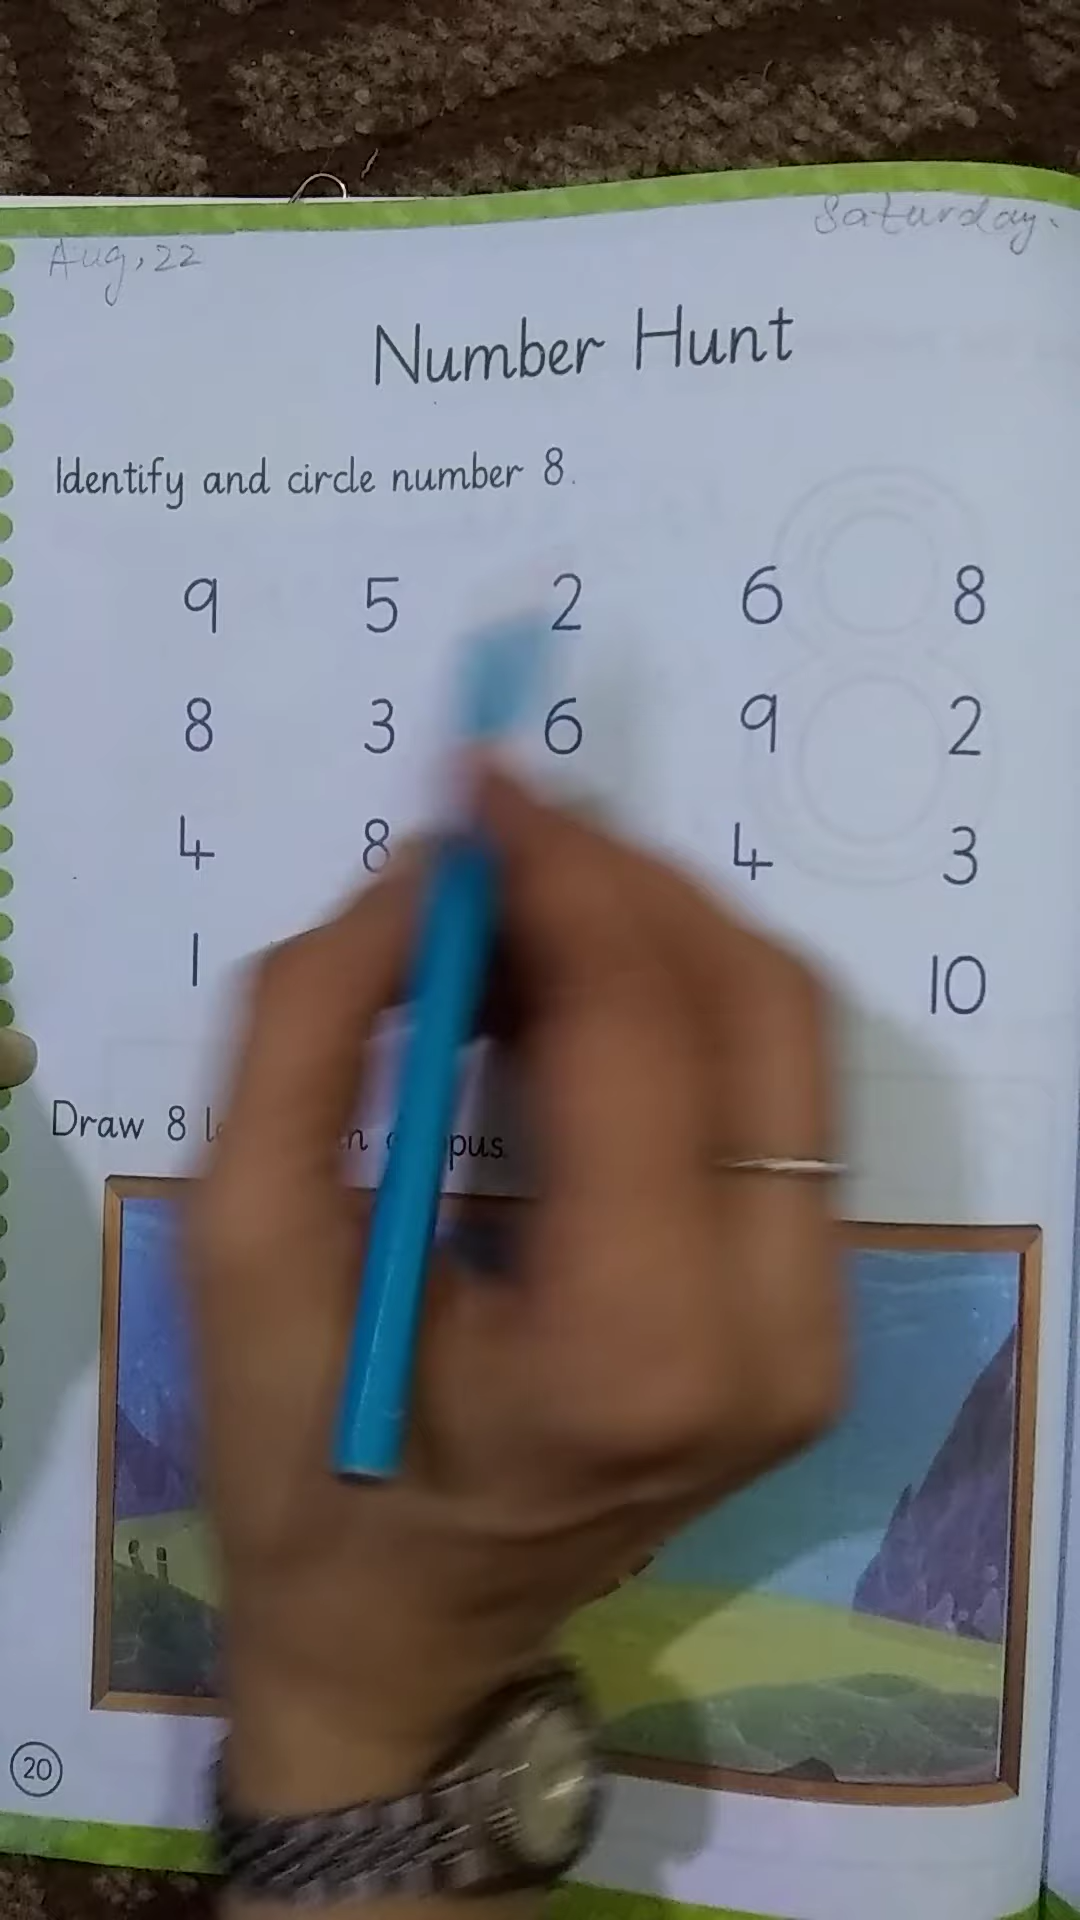 Saturday.
Aug, 22
Number Hunt
Identify and circle number 8.
9 5 2 6 8
8 3 6 9 2
4 8 4 3
1 10
Draw 8
20